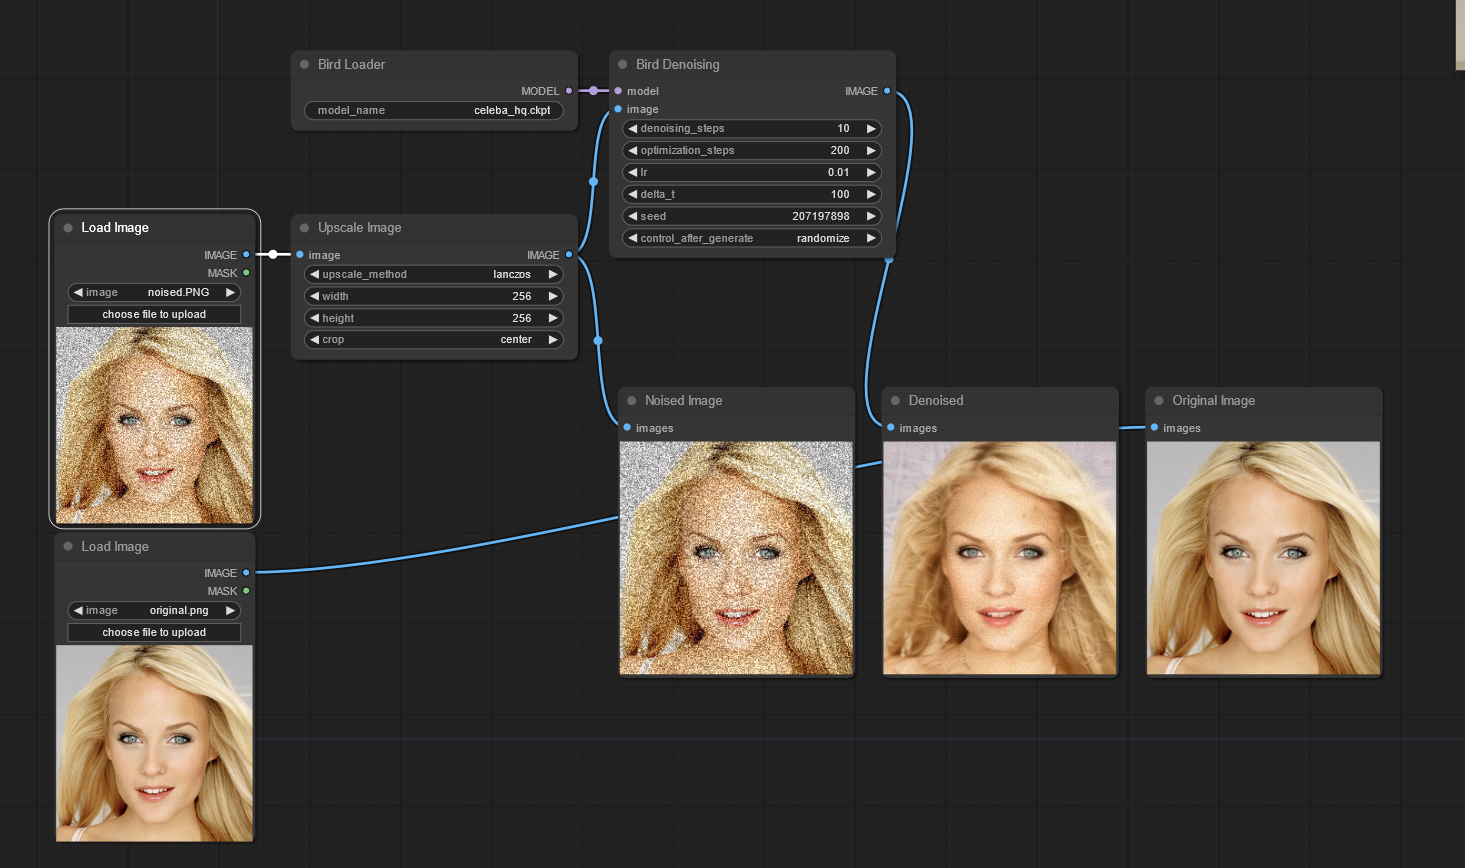 Bird Loader
MODEL
model_name celeba_hq.ckpt
Bird Denoising
model IMAGE
image
denoising_steps 10
optimization_steps 200
lr 0.01
delta_t 100
seed 207197898
control_after_generate randomize
Load Image
IMAGE
MASK
image noised.PNG
choose file to upload
Upscale Image
image IMAGE
upscale_method lanczos
width 256
height 256
crop center
Noised Image
images
Denoised
images
Original Image
images
Load Image
IMAGE
MASK
image original.png
choose file to upload